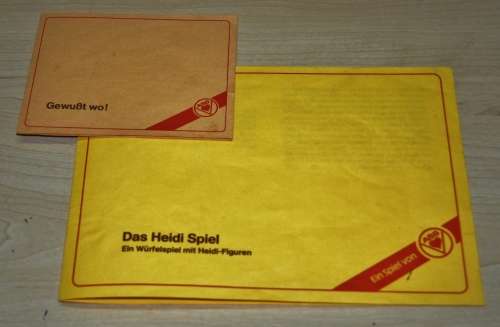 Gewußt wo!
Das Heidi Spiel
Ein Würfelspiel mit Heidi-Figuren
Ein Spiel von